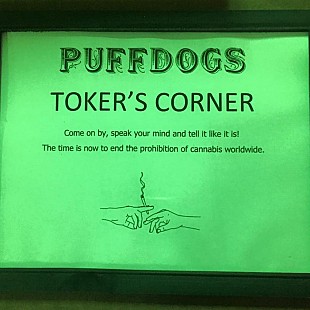 PUFFDOGS
TOKER'S CORNER
Come on by, speak your mind and tell it like it is!
The time is now to end the prohibition of cannabis worldwide.